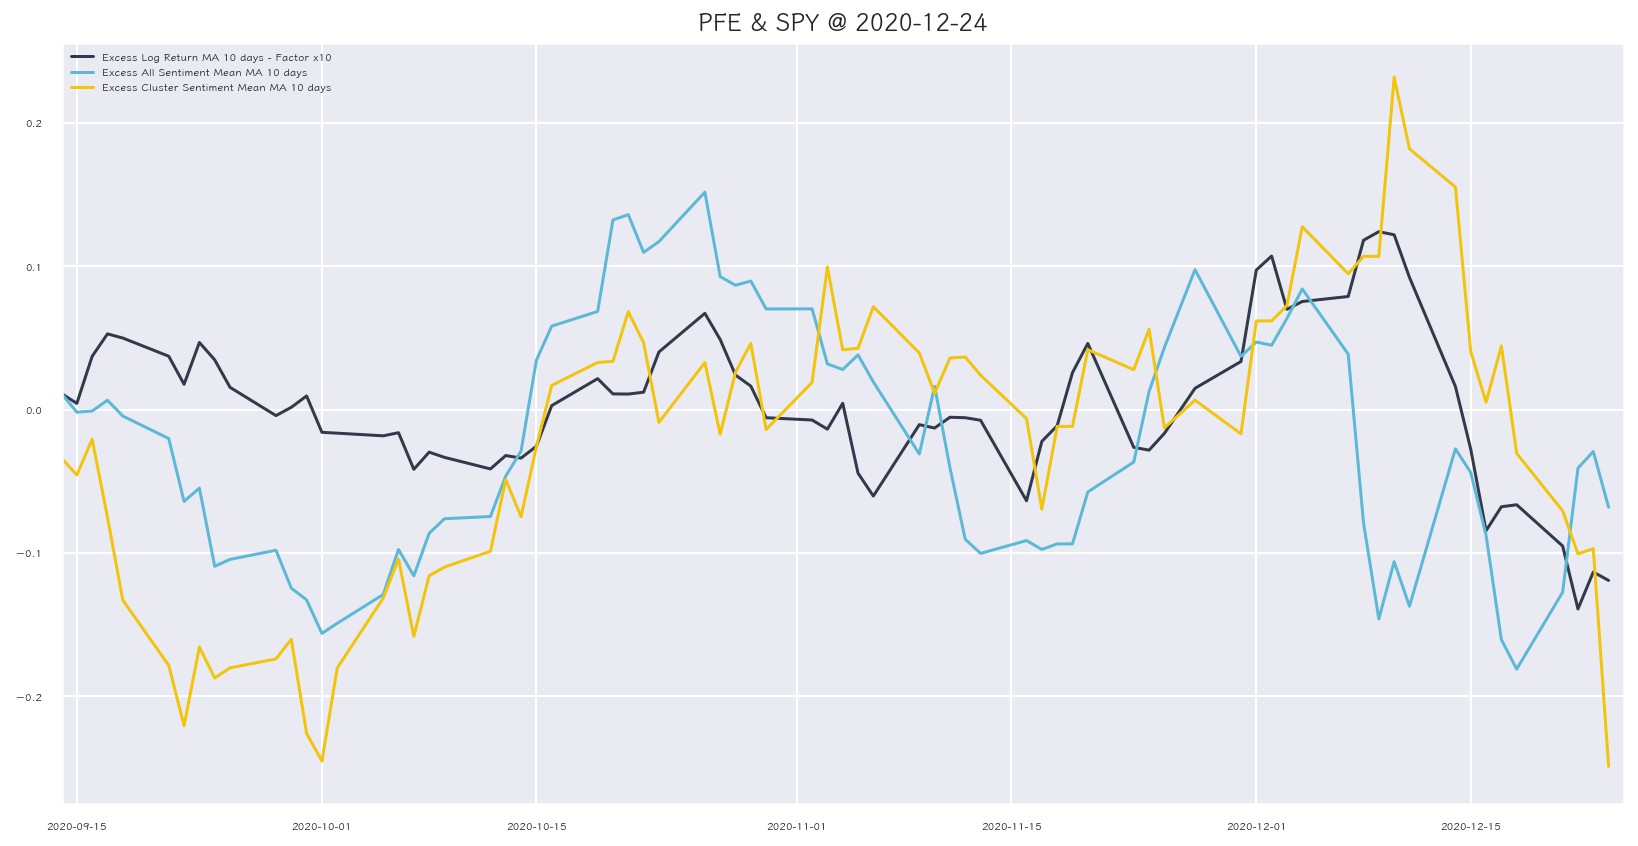 PFE & SPY @ 2020-12-24
Excess Log Return MA 10 days - Factor x10
Excess All Sentiment Mean MA 10 days
Excess Cluster Sentiment Mean MA 10 days
0.2
0.1
0.0
−0.1
−0.2
2020-09-15 2020-10-01 2020-10-15 2020-11-01 2020-11-15 2020-12-01 2020-12-15